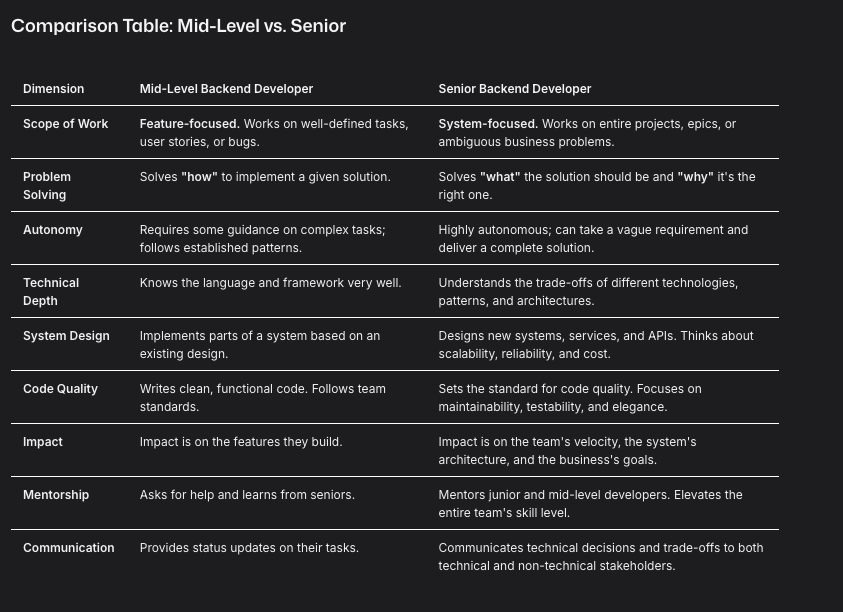 Comparison Table: Mid-Level vs. Senior
Dimension Mid-Level Backend Developer Senior Backend Developer
Scope of Work Feature-focused. Works on well-defined tasks, System-focused. Works on entire projects, epics, or
user stories, or bugs. ambiguous business problems.
Problem Solves "how" to implement a given solution. Solves "what" the solution should be and "why" it's the
Solving right one.
Autonomy Requires some guidance on complex tasks; Highly autonomous; can take a vague requirement and
follows established patterns. deliver a complete solution.
Technical Knows the language and framework very well. Understands the trade-offs of different technologies,
Depth patterns, and architectures.
System Design Implements parts of a system based on an Designs new systems, services, and APIs. Thinks about
existing design. scalability, reliability, and cost.
Code Quality Writes clean, functional code. Follows team Sets the standard for code quality. Focuses on
standards. maintainability, testability, and elegance.
Impact Impact is on the features they build. Impact is on the team's velocity, the system's
architecture, and the business's goals.
Mentorship Asks for help and learns from seniors. Mentors junior and mid-level developers. Elevates the
entire team's skill level.
Communication Provides status updates on their tasks. Communicates technical decisions and trade-offs to both
technical and non-technical stakeholders.